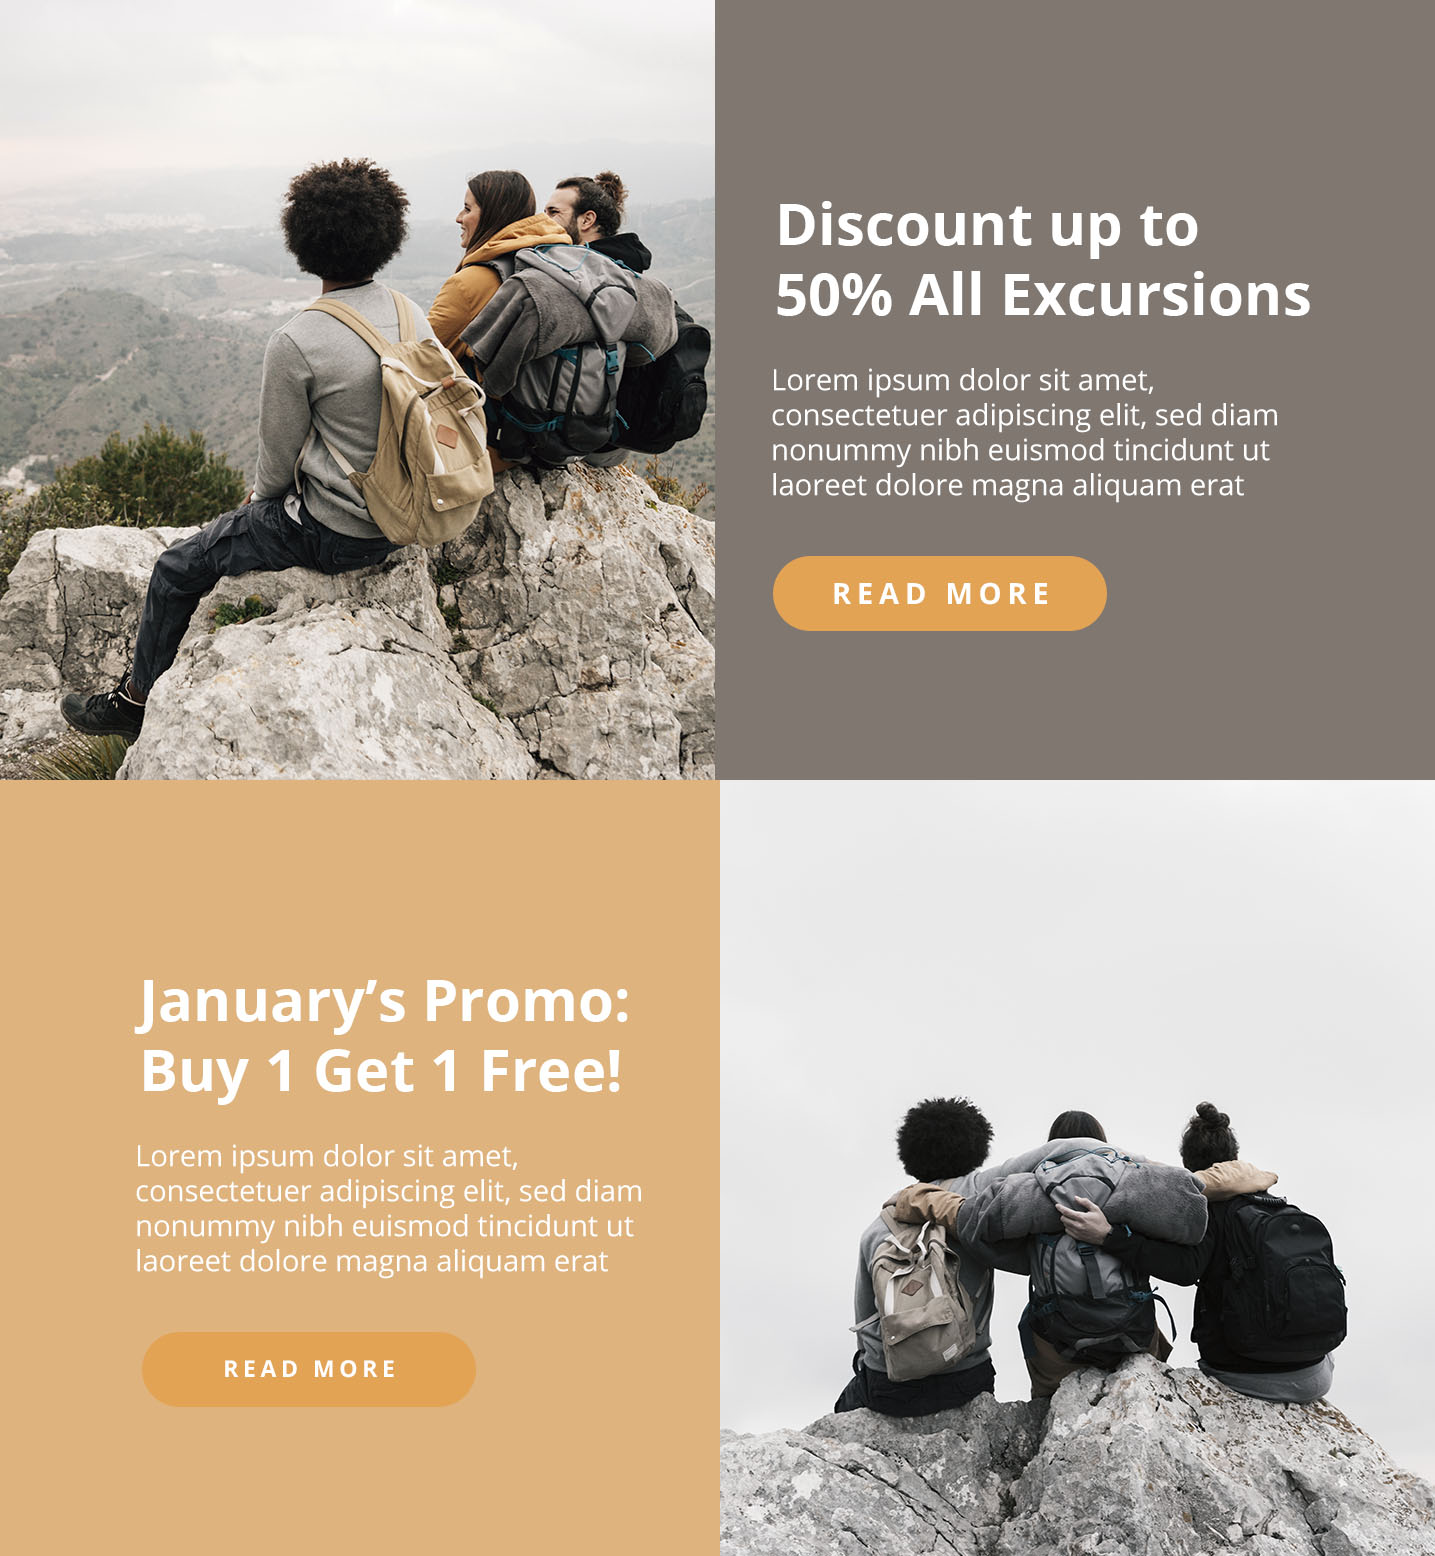 Discount up to
50% All Excursions
Lorem ipsum dolor sit amet,
consectetuer adipiscing elit, sed diam
nonummy nibh euismod tincidunt ut
laoreet dolore magna aliquam erat
READ MORE
January’s Promo:
Buy 1 Get 1 Free!
Lorem ipsum dolor sit amet,
consectetuer adipiscing elit, sed diam
nonummy nibh euismod tincidunt ut
laoreet dolore magna aliquam erat
READ MORE